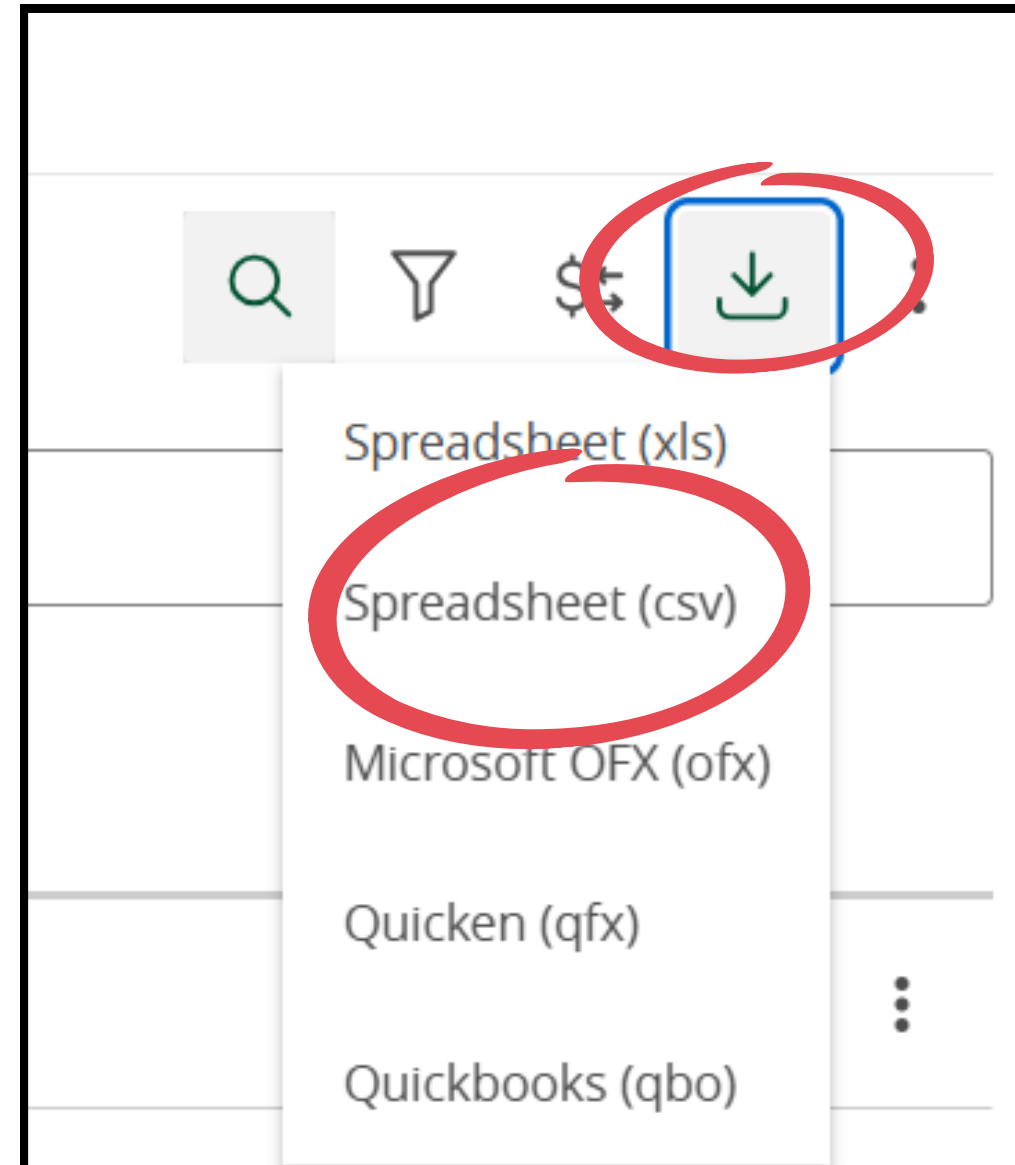 Spreadsheet (xls)
Spreadsheet (csv)
Microsoft OFX (ofx)
Quicken (qfx)
Quickbooks (qbo)